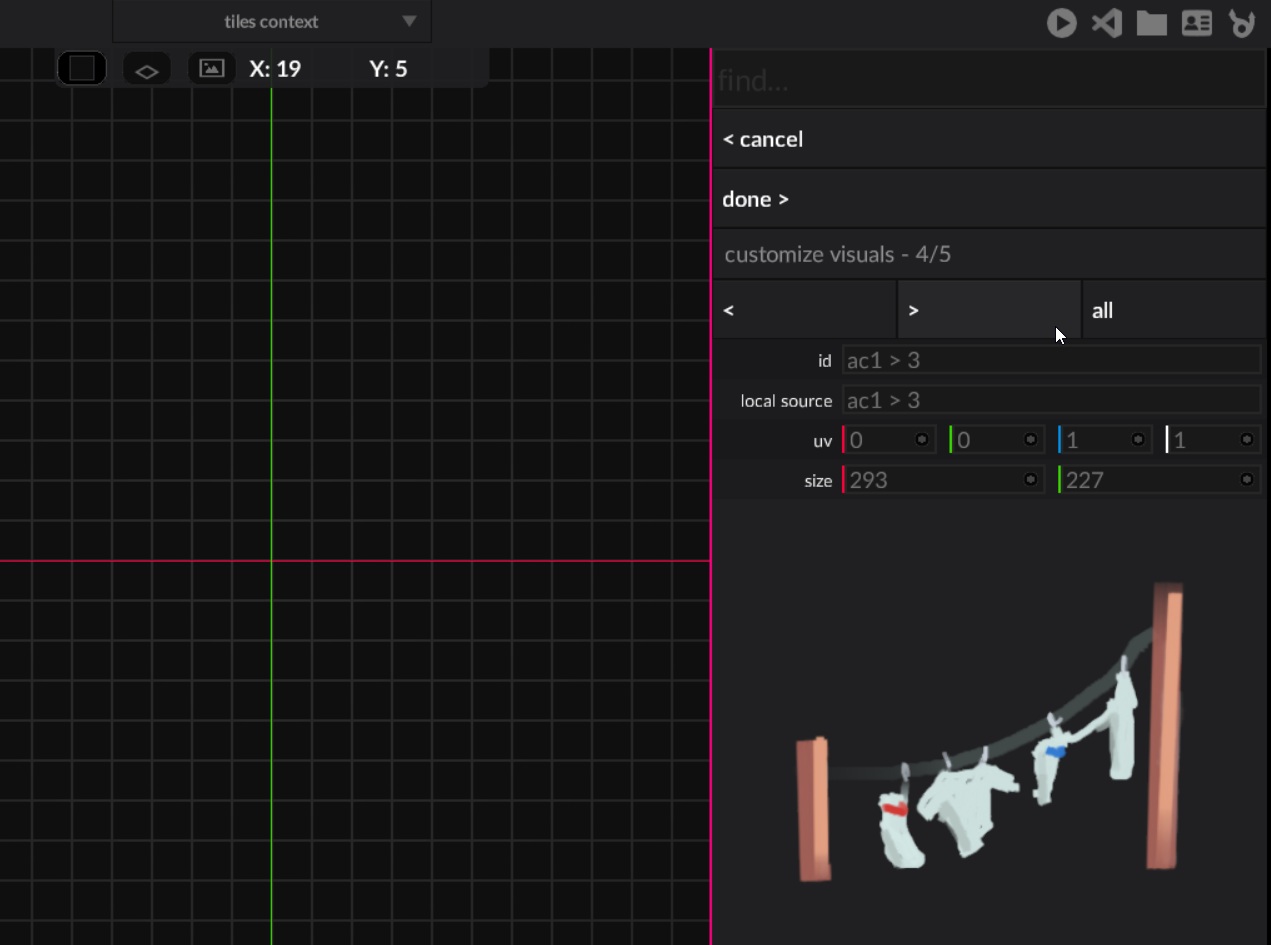 tiles context
X: 19 Y: 5
find...
< cancel
done >
customize visuals - 4/5
< > all
id ac1 > 3
local source ac1 > 3
uv 0 0 1 1
size 293 227